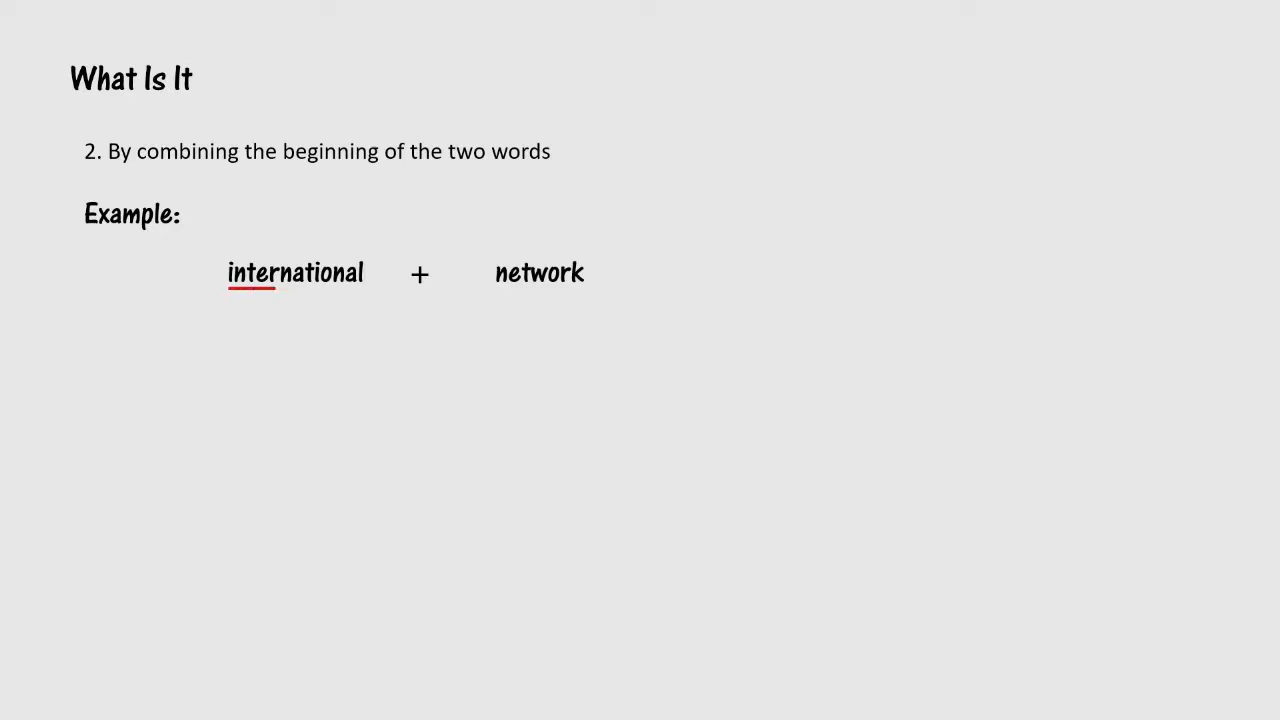 What Is It
2. By combining the beginning of the two words
Example:
international + network